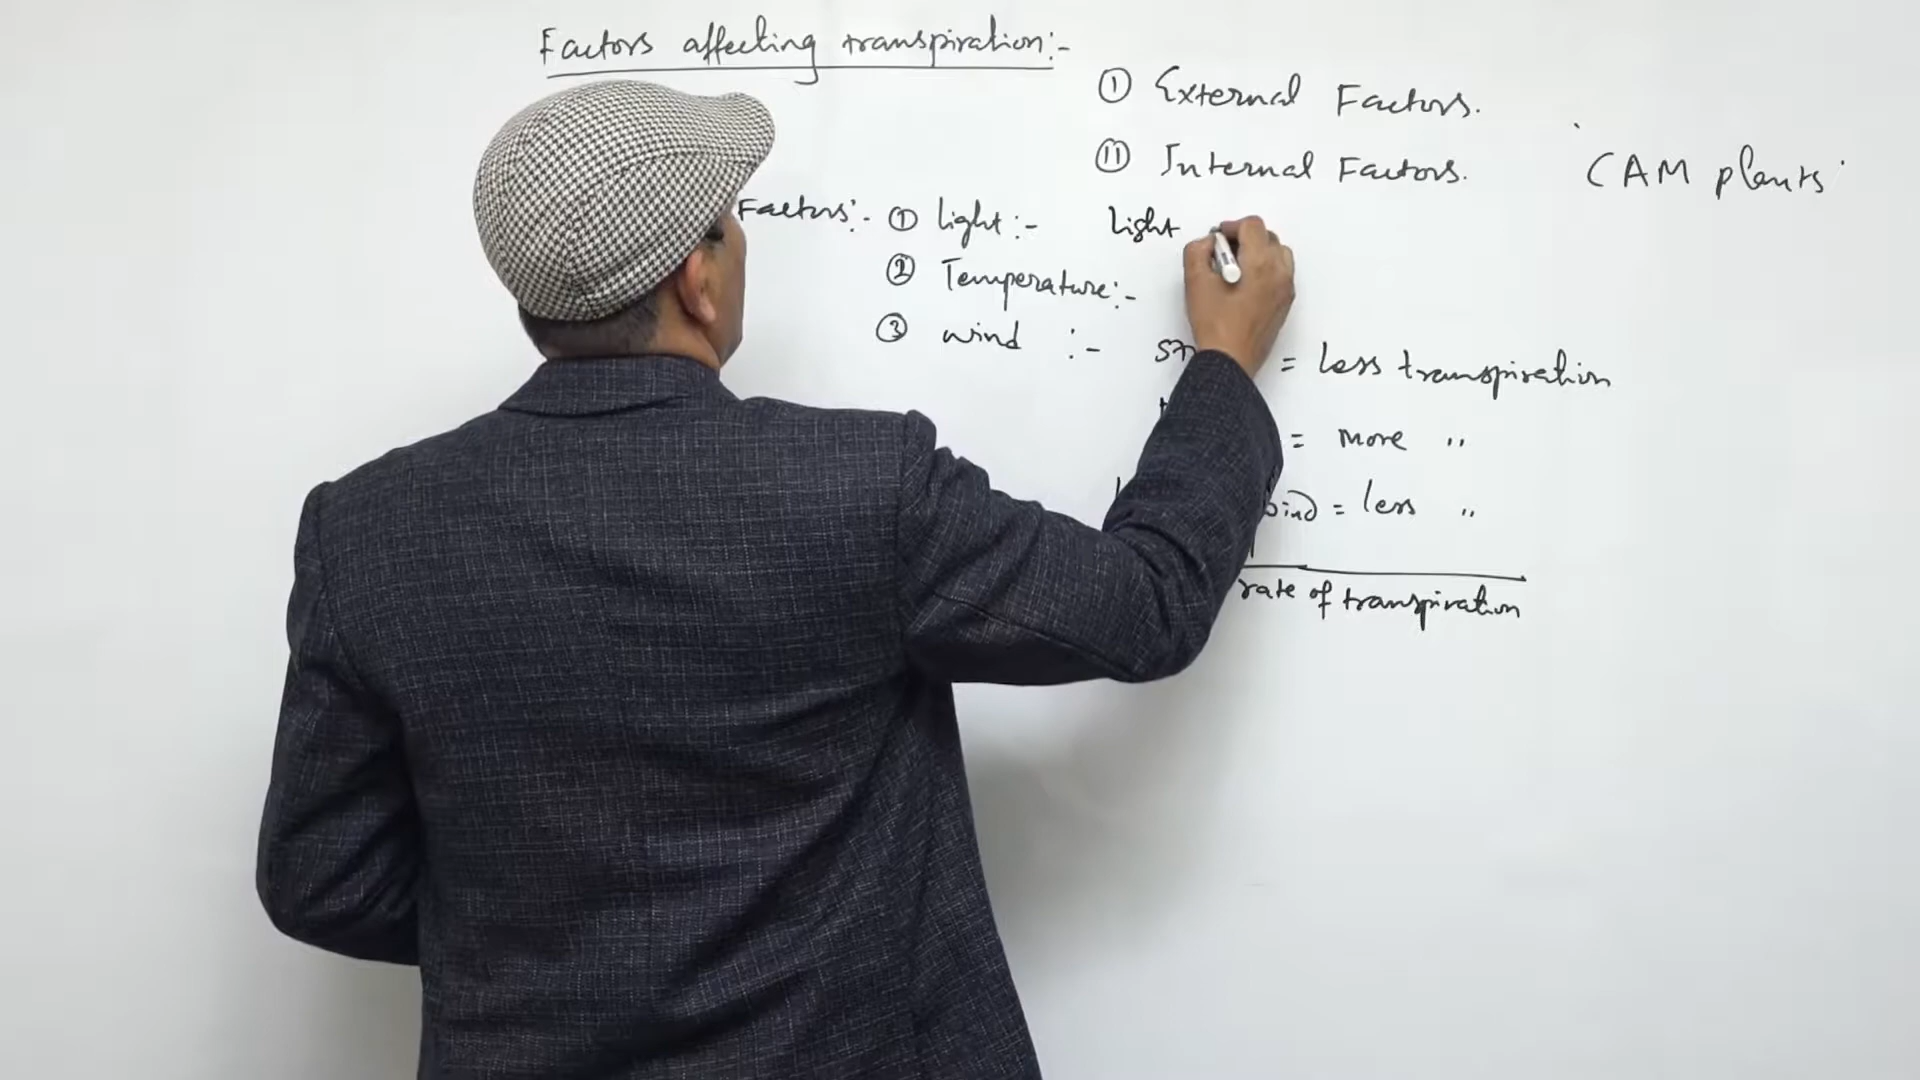 Factors affecting transpiration:-
① External Factors.
② Internal Factors.
CAM plants
Factors:- ① light :- Light
② Temperature:-
③ wind :-
= Less transpiration
= More "
= less "
rate of transpiration